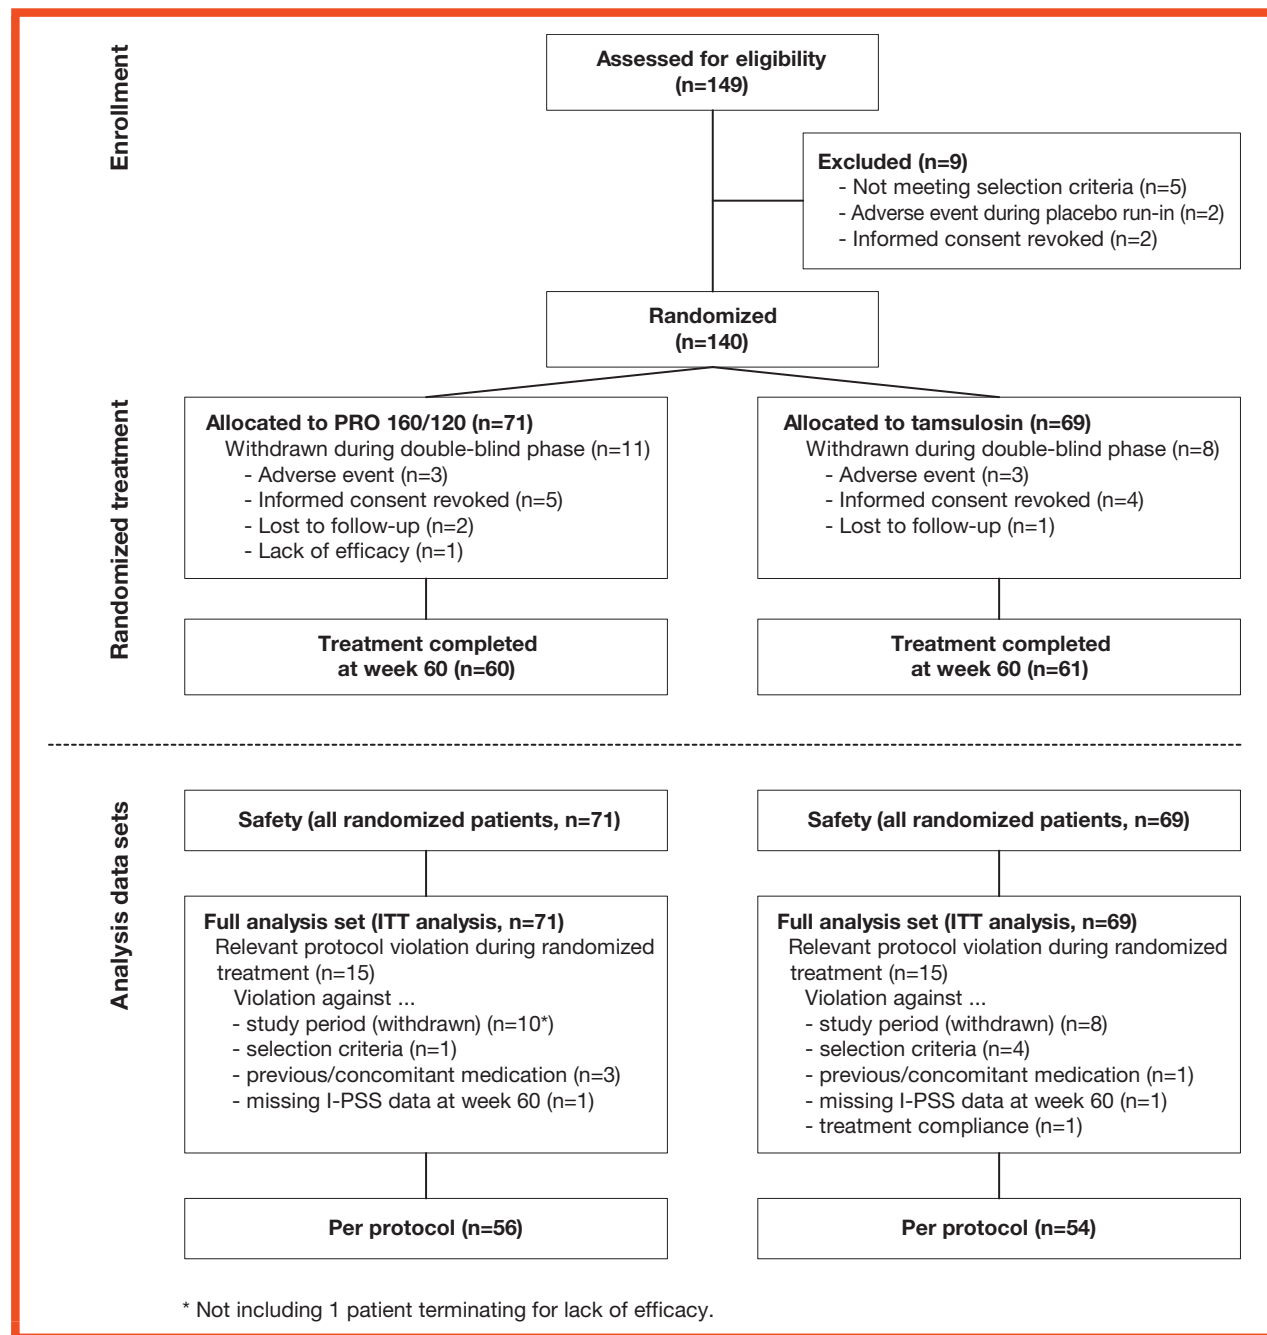 Enrollment
Assessed for eligibility
(n=149)
Excluded (n=9)
- Not meeting selection criteria (n=5)
- Adverse event during placebo run-in (n=2)
- Informed consent revoked (n=2)
Randomized
(n=140)
Randomized treatment
Allocated to PRO 160/120 (n=71)
Withdrawn during double-blind phase (n=11)
- Adverse event (n=3)
- Informed consent revoked (n=5)
- Lost to follow-up (n=2)
- Lack of efficacy (n=1)
Allocated to tamsulosin (n=69)
Withdrawn during double-blind phase (n=8)
- Adverse event (n=3)
- Informed consent revoked (n=4)
- Lost to follow-up (n=1)
Treatment completed
at week 60 (n=60)
Treatment completed
at week 60 (n=61)
Analysis data sets
Safety (all randomized patients, n=71)
Safety (all randomized patients, n=69)
Full analysis set (ITT analysis, n=71)
Relevant protocol violation during randomized
treatment (n=15)
Violation against ...
- study period (withdrawn) (n=10*)
- selection criteria (n=1)
- previous/concomitant medication (n=3)
- missing I-PSS data at week 60 (n=1)
Full analysis set (ITT analysis, n=69)
Relevant protocol violation during randomized
treatment (n=15)
Violation against ...
- study period (withdrawn) (n=8)
- selection criteria (n=4)
- previous/concomitant medication (n=1)
- missing I-PSS data at week 60 (n=1)
- treatment compliance (n=1)
Per protocol (n=56)
Per protocol (n=54)
* Not including 1 patient terminating for lack of efficacy.